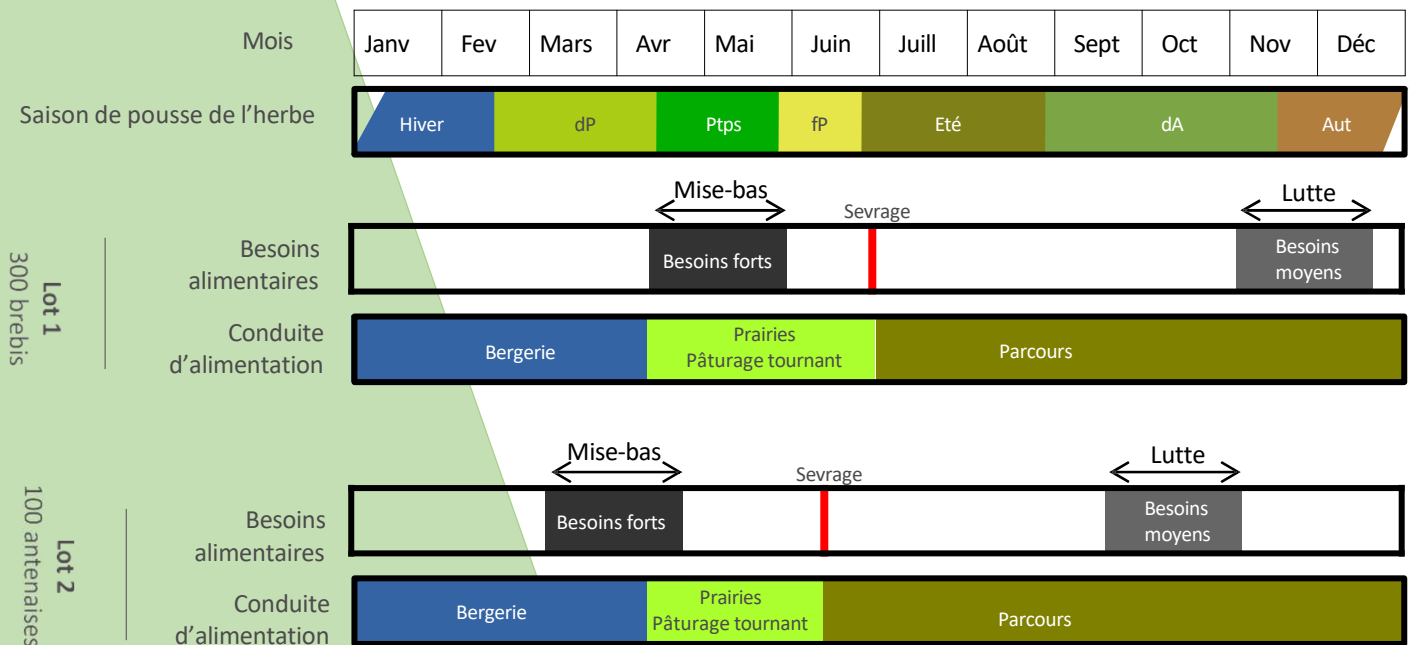 Mois
Janv Fev Mars Avr Mai Juin Juill Août Sept Oct Nov Déc
Saison de pousse de l’herbe
Hiver dP Ptps fP Eté dA Aut
Mise-bas
Sevrage
Lutte
Lot 1
300 brebis
Besoins
alimentaires
Besoins forts
Besoins
moyens
Conduite
d’alimentation
Bergerie
Prairies
Pâturage tournant
Parcours
Mise-bas
Sevrage
Lutte
Lot 2
100 antenaises
Besoins
alimentaires
Besoins forts
Besoins
moyens
Conduite
d’alimentation
Bergerie
Prairies
Pâturage tournant
Parcours